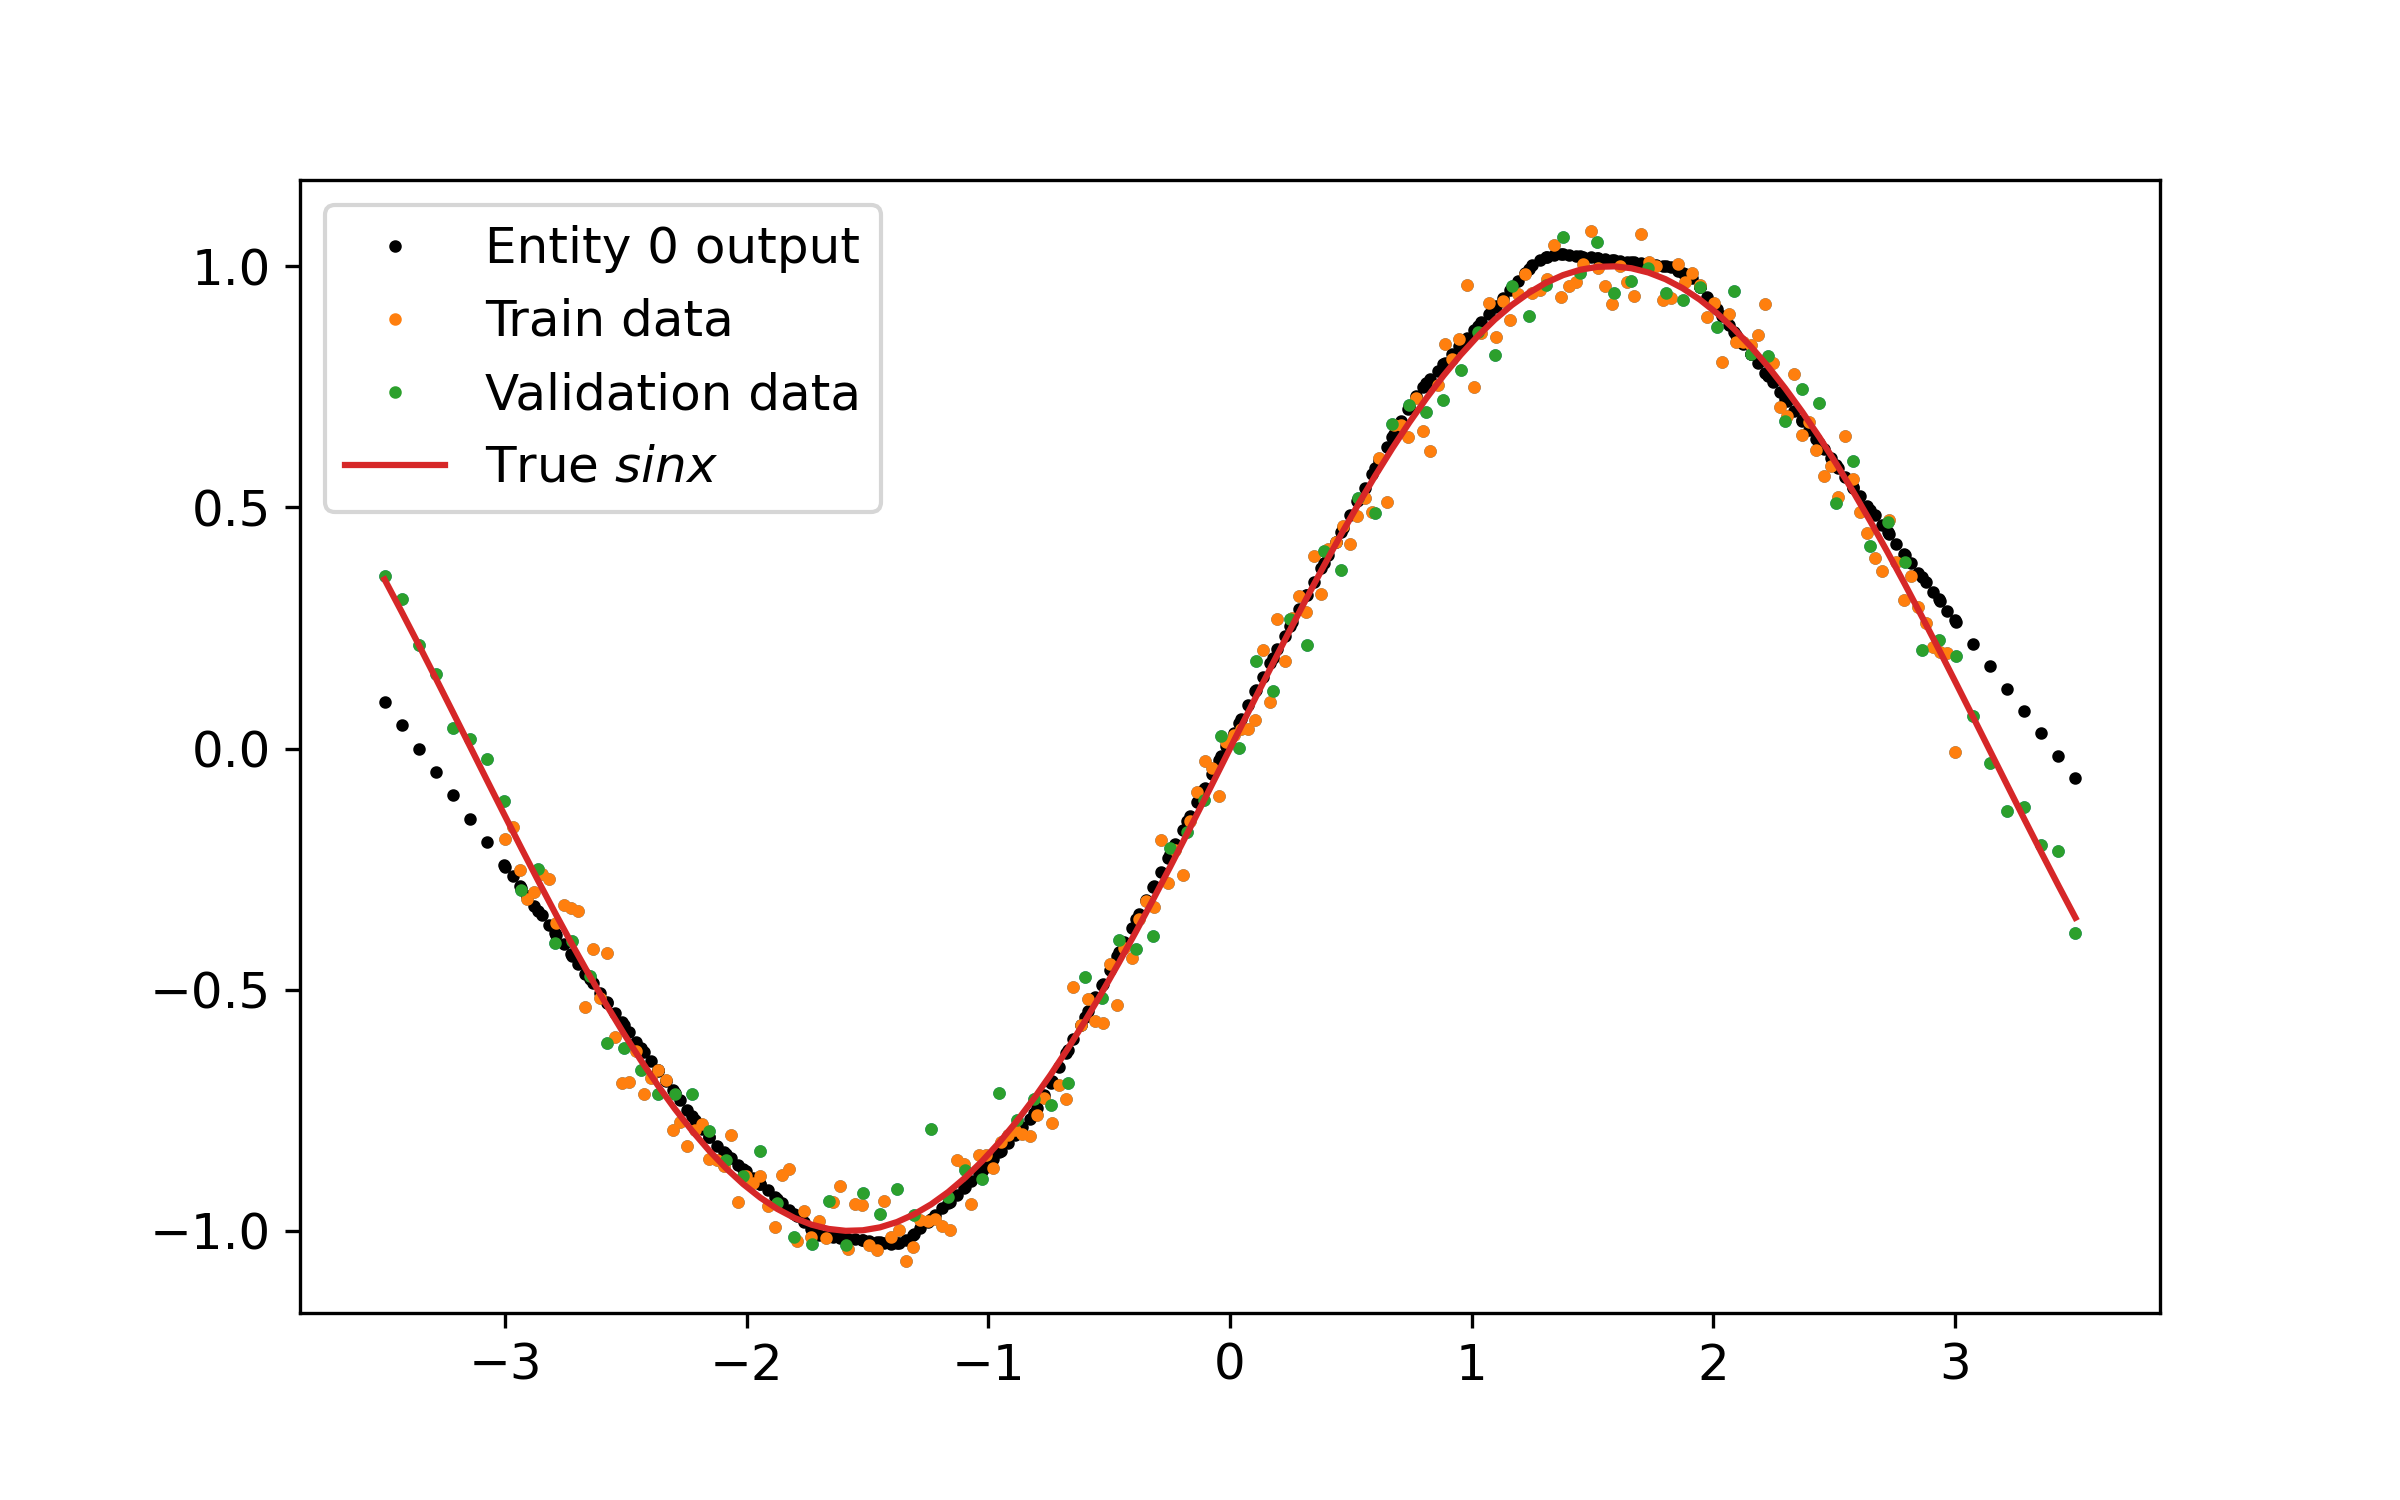 Entity 0 output
Train data
Validation data
True sinx
1.0
0.5
0.0
−0.5
−1.0
−3 −2 −1 0 1 2 3